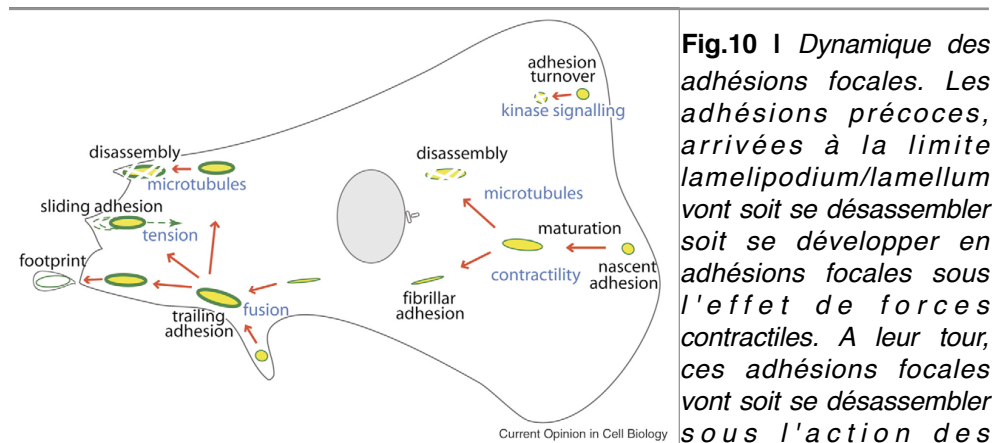 adhesion
turnover
kinase signalling
disassembly
microtubules
sliding adhesion
tension
footprint
trailing
adhesion
fusion
disassembly
microtubules
maturation
contractility
nascent
adhesion
fibrillar
adhesion
Current Opinion in Cell Biology
Fig.10 I Dynamique des
adhésions focales. Les
adhésions précoces,
arrivées à la limite
lamelipodium/lamellum
vont soit se désassembler
soit se développer en
adhésions focales sous
l'effet de forces
contractiles. A leur tour,
ces adhésions focales
vont soit se désassembler
sous l'action des